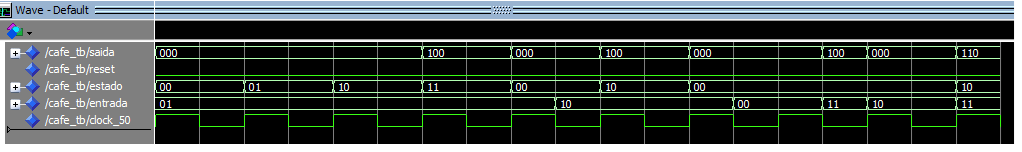 Wave - Default
/cafe_tb/saida 000 100 000 100 000 100 000 110
/cafe_tb/reset
/cafe_tb/estado 00 01 10 11 00 10 00 10
/cafe_tb/entrada 01 10 00 11 10 11
/cafe_tb/clock_50